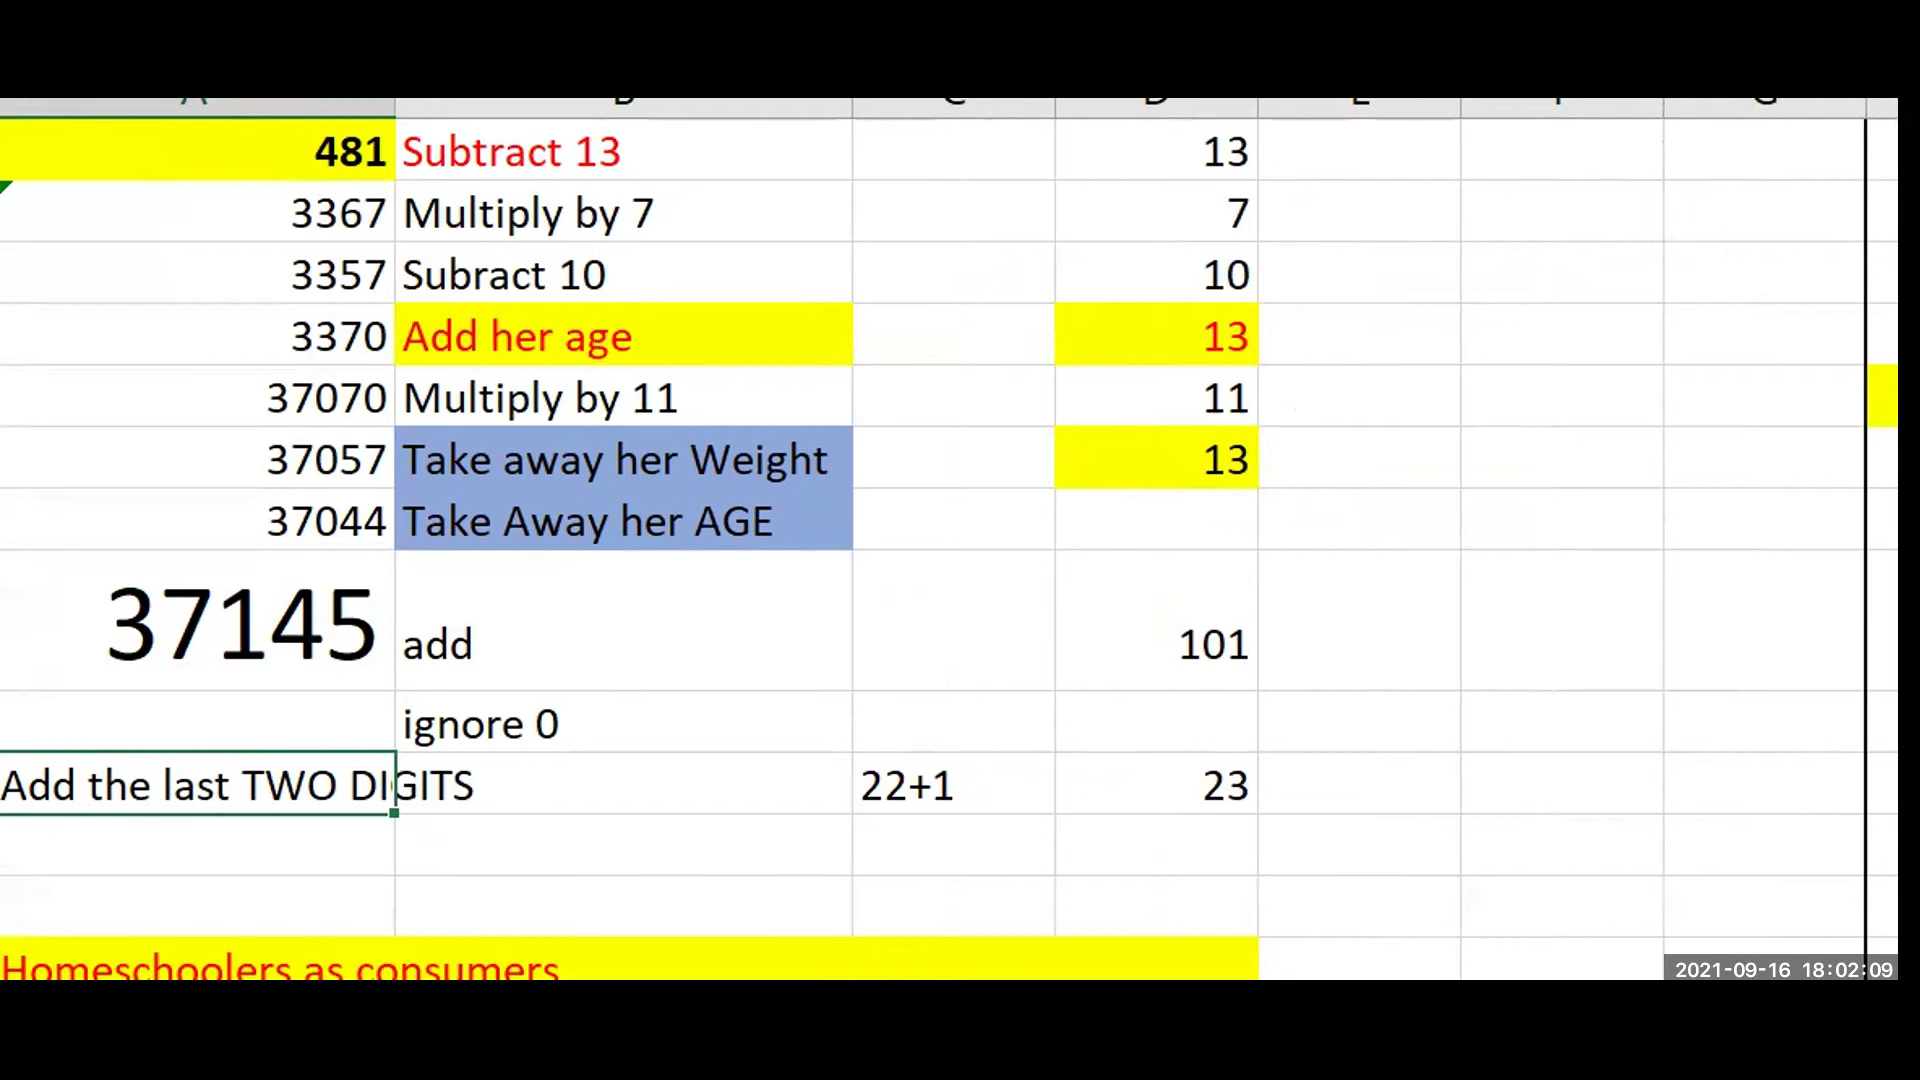 481 Subtract 13 13
3367 Multiply by 7 7
3357 Subract 10 10
3370 Add her age 13
37070 Multiply by 11 11
37057 Take away her Weight 13
37044 Take Away her AGE
37145 add 101
ignore 0
Add the last TWO DIGITS 22+1 23
Homeschoolers as consumers
2021-09-16 18:02:09